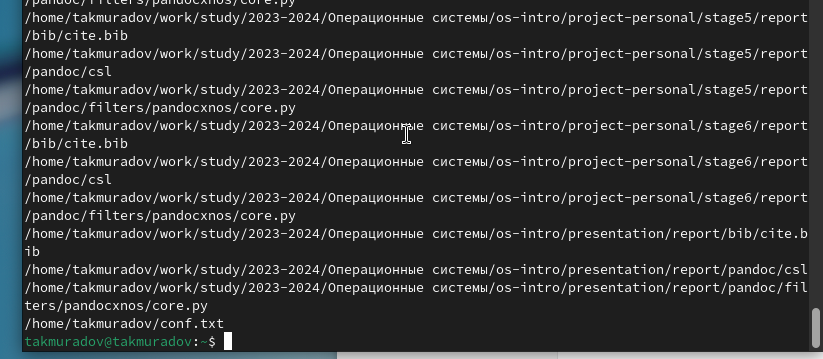 /pandoc/filters/pandocxnos/core.py
/home/takmuradov/work/study/2023-2024/Операционные системы/os-intro/project-personal/stage5/report
/bib/cite.bib
/home/takmuradov/work/study/2023-2024/Операционные системы/os-intro/project-personal/stage5/report
/pandoc/csl
/home/takmuradov/work/study/2023-2024/Операционные системы/os-intro/project-personal/stage5/report
/pandoc/filters/pandocxnos/core.py
/home/takmuradov/work/study/2023-2024/Операционные системы/os-intro/project-personal/stage6/report
/bib/cite.bib
/home/takmuradov/work/study/2023-2024/Операционные системы/os-intro/project-personal/stage6/report
/pandoc/csl
/home/takmuradov/work/study/2023-2024/Операционные системы/os-intro/project-personal/stage6/report
/pandoc/filters/pandocxnos/core.py
/home/takmuradov/work/study/2023-2024/Операционные системы/os-intro/presentation/report/bib/cite.b
ib
/home/takmuradov/work/study/2023-2024/Операционные системы/os-intro/presentation/report/pandoc/csl
/home/takmuradov/work/study/2023-2024/Операционные системы/os-intro/presentation/report/pandoc/fil
ters/pandocxnos/core.py
/home/takmuradov/conf.txt
takmuradov@takmuradov:~$